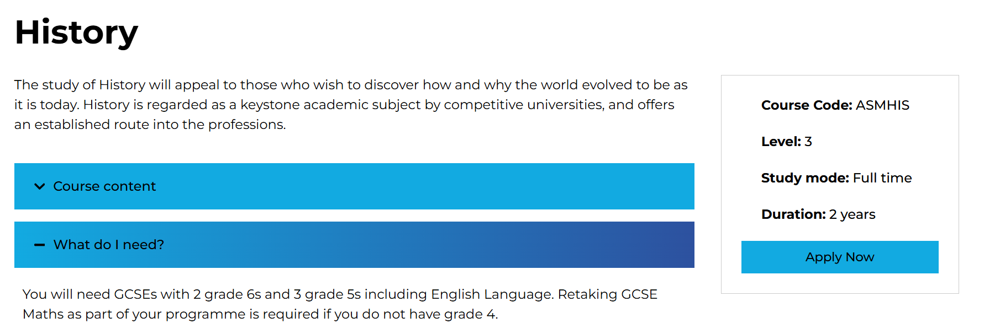 History
The study of History will appeal to those who wish to discover how and why the world evolved to be as
it is today. History is regarded as a keystone academic subject by competitive universities, and offers
an established route into the professions.
Course content
What do I need?
You will need GCSEs with 2 grade 6s and 3 grade 5s including English Language. Retaking GCSE
Maths as part of your programme is required if you do not have grade 4.
Course Code: ASMHIS
Level: 3
Study mode: Full time
Duration: 2 years
Apply Now